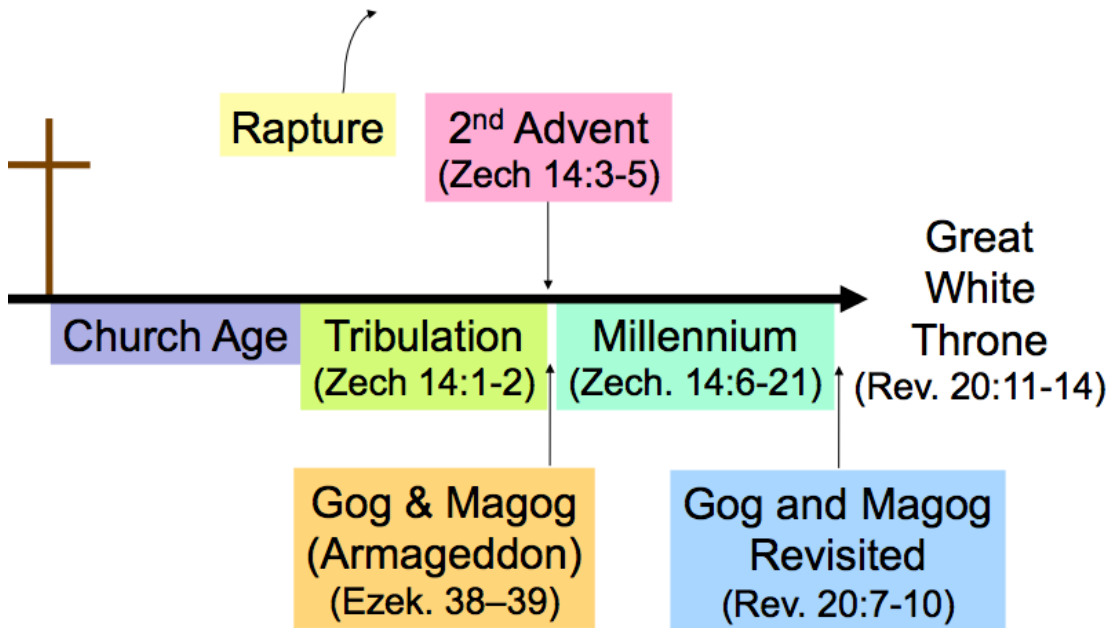 Rapture
2nd Advent
(Zech 14:3-5)
Great
White
Throne
(Rev. 20:11-14)
Church Age
Tribulation
(Zech 14:1-2)
Millennium
(Zech. 14:6-21)
Gog & Magog
(Armageddon)
(Ezek. 38–39)
Gog and Magog
Revisited
(Rev. 20:7-10)